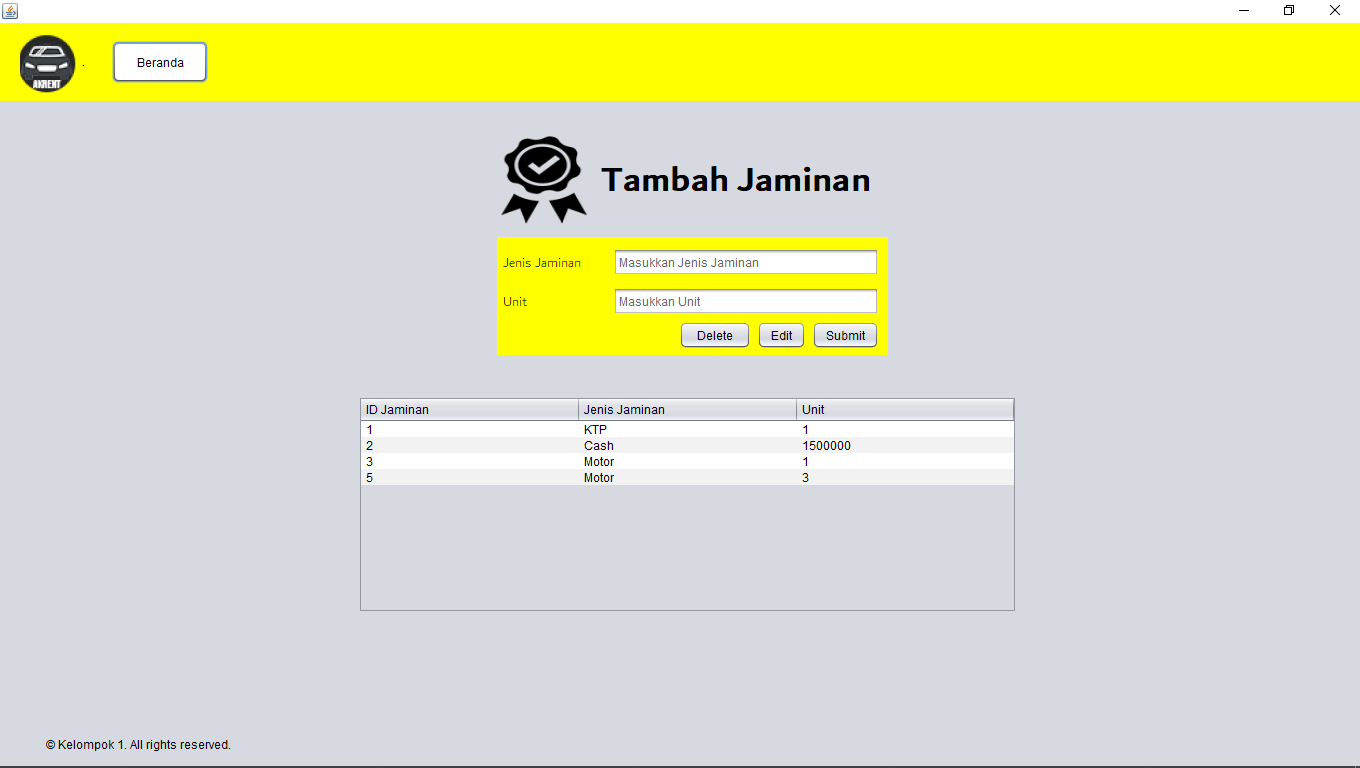 AKRENT
. Beranda
Tambah Jaminan
Jenis Jaminan Masukkan Jenis Jaminan
Unit Masukkan Unit
Delete Edit Submit
ID Jaminan Jenis Jaminan Unit
1 KTP 1
2 Cash 1500000
3 Motor 1
5 Motor 3
© Kelompok 1. All rights reserved.